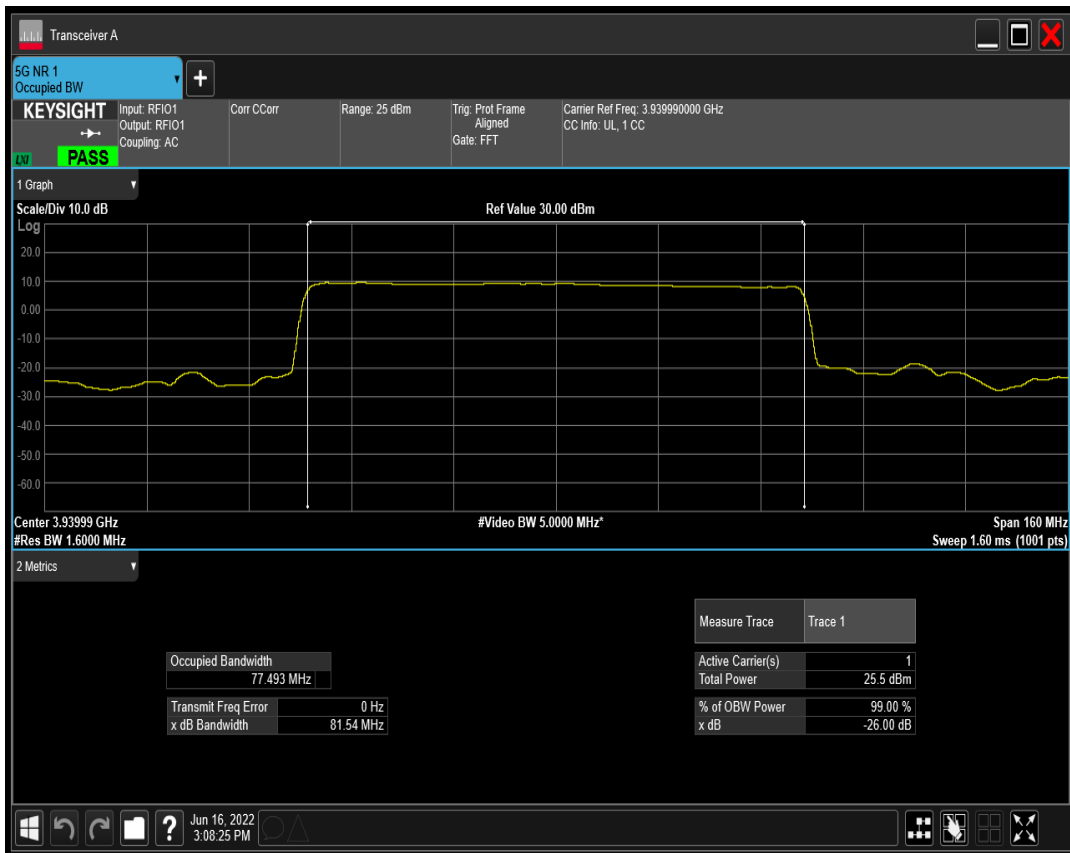 Transceiver A
5G NR 1
Occupied BW
KEYSIGHT
LXI
PASS
Input: RFIO1
Output: RFIO1
Coupling: AC
Corr CCorr
Range: 25 dBm
Trig: Prot Frame
Aligned
Gate: FFT
Carrier Ref Freq: 3.939990000 GHz
CC Info: UL, 1 CC
1 Graph
Scale/Div 10.0 dB
Ref Value 30.00 dBm
Log
20.0
10.0
0.00
-10.0
-20.0
-30.0
-40.0
-50.0
-60.0
Center 3.93999 GHz
#Video BW 5.0000 MHz*
Span 160 MHz
#Res BW 1.6000 MHz
Sweep 1.60 ms (1001 pts)
2 Metrics
Measure Trace Trace 1
Occupied Bandwidth
77.493 MHz
Active Carrier(s) 1
Total Power 25.5 dBm
Transmit Freq Error 0 Hz
x dB Bandwidth 81.54 MHz
% of OBW Power 99.00 %
x dB -26.00 dB
?
Jun 16, 2022
3:08:25 PM